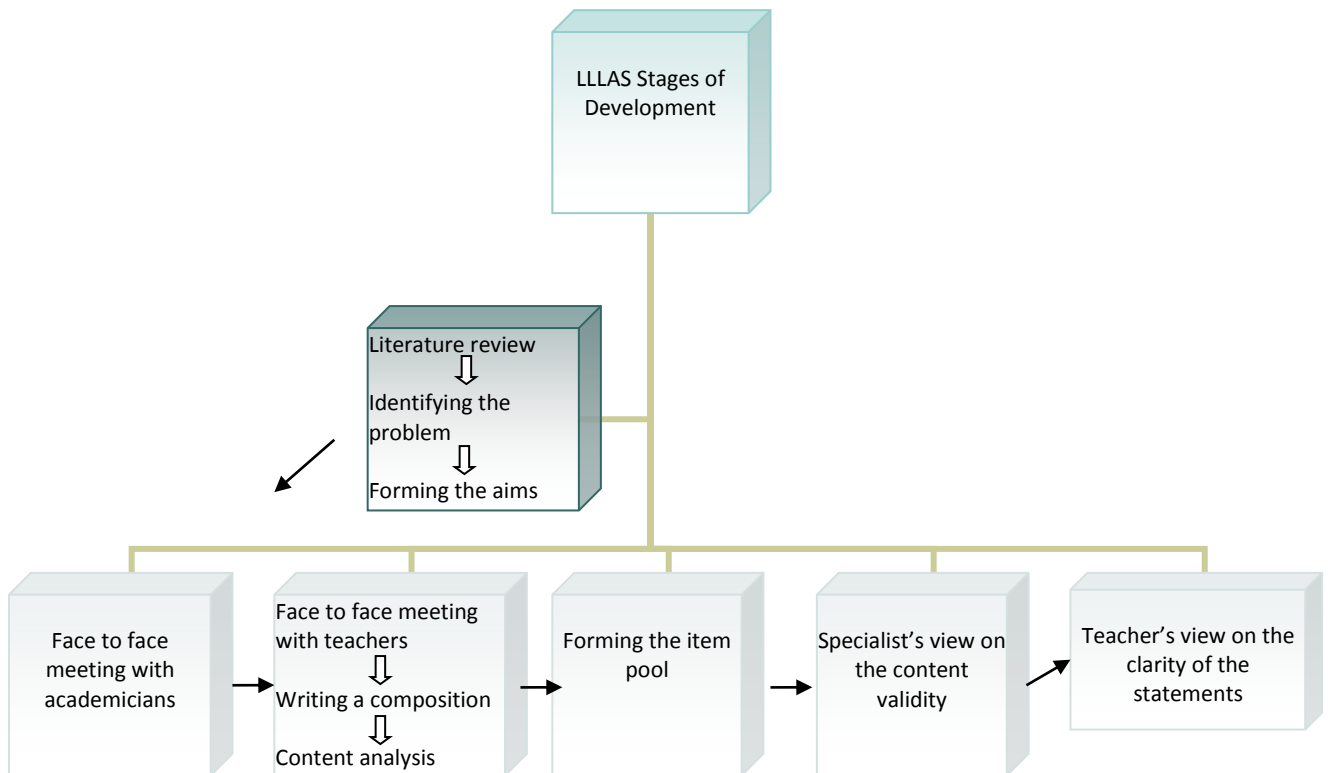 LLLAS Stages of
Development
Literature review
Identifying the
problem
Forming the aims
Face to face
meeting with
academicians
Face to face meeting
with teachers
Writing a composition
Content analysis
Forming the item
pool
Specialist’s view on
the content
validity
Teacher’s view on the
clarity of the
statements